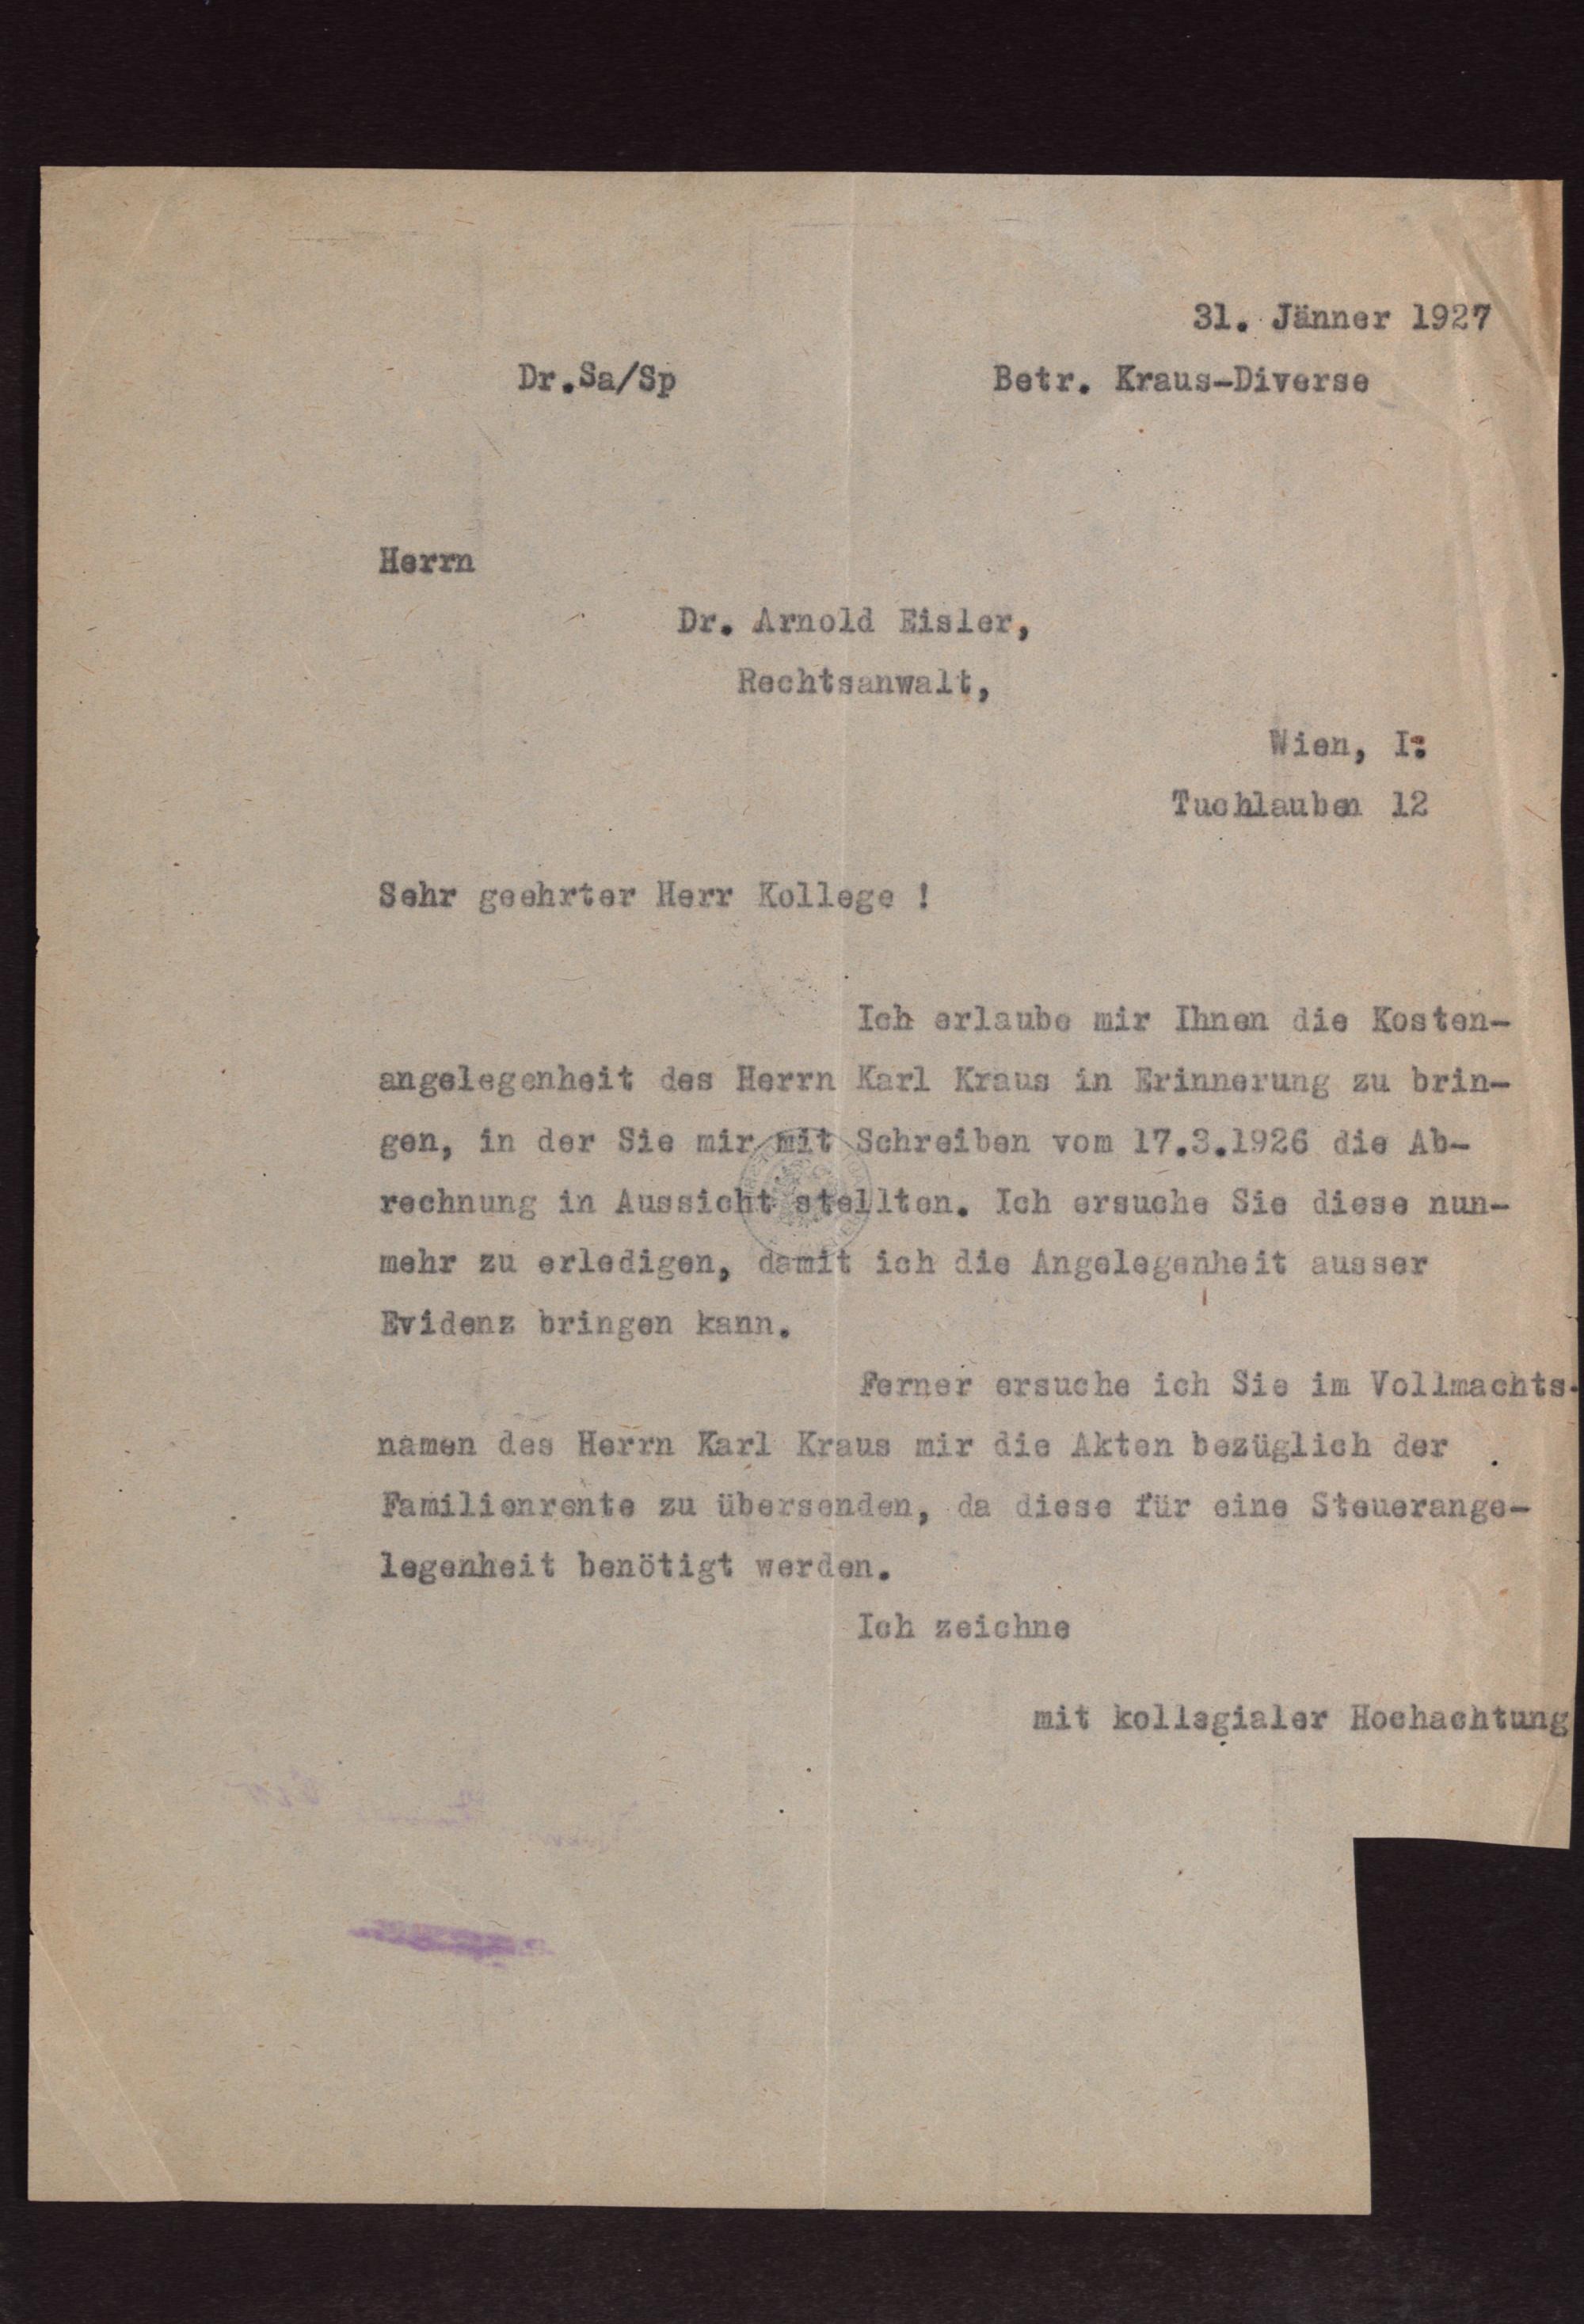 31. Jänner 1927
Dr.Sa/Sp Betr. Kraus-Diverse
Herrn
Dr. Arnold Eisler,
Rechtsanwalt,
Wien, I:
Tuchlauben 12
Sehr geehrter Herr Kollege !
Ich erlaube mir Ihnen die Kosten-
angelegenheit des Herrn Karl Kraus in Erinnerung zu brin-
gen, in der Sie mir mit Schreiben vom 17.3.1926 die Ab-
rechnung in Aussicht stellten. Ich ersuche Sie diese nun-
mehr zu erledigen, damit ich die Angelegenheit ausser
Evidenz bringen kann.
Ferner ersuche ich Sie im Vollmachts-
namen des Herrn Karl Kraus mir die Akten bezüglich der
Familienrente zu übersenden, da diese für eine Steuerange-
legenheit benötigt werden.
Ich zeichne
mit kollegialer Hochachtung